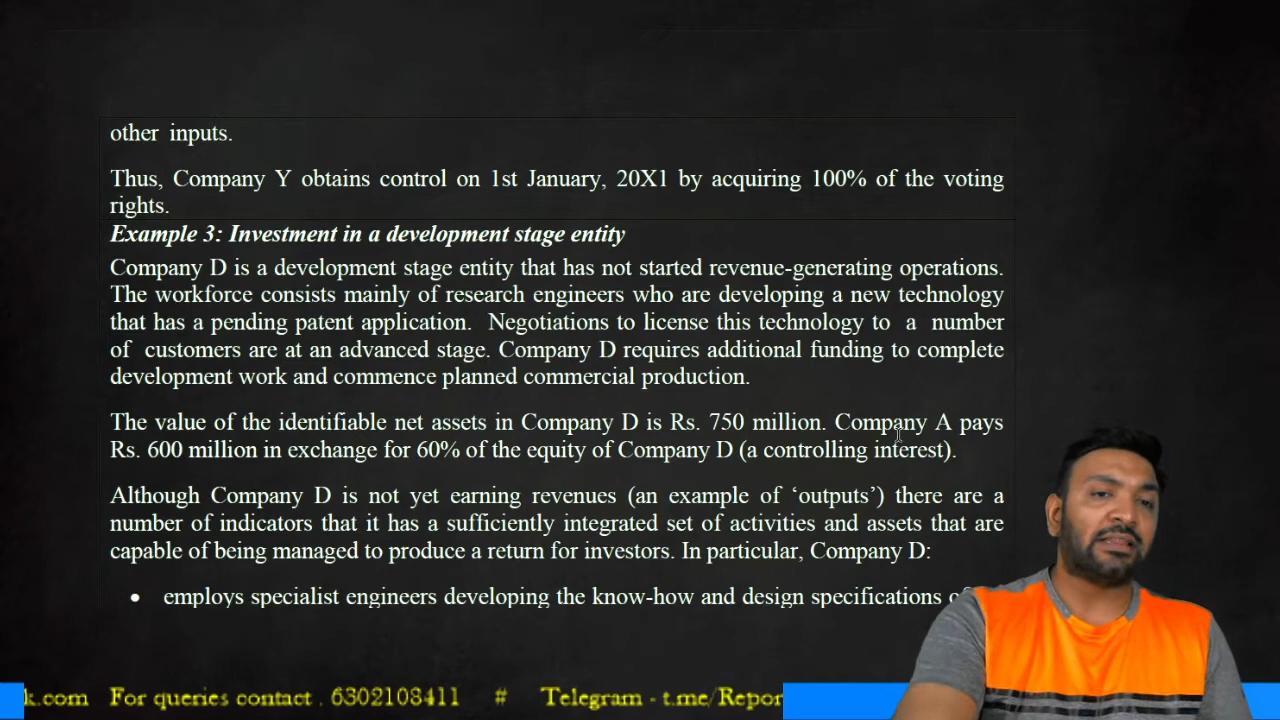 other inputs.
Thus, Company Y obtains control on 1st January, 20X1 by acquiring 100% of the voting
rights.
Example 3: Investment in a development stage entity
Company D is a development stage entity that has not started revenue-generating operations.
The workforce consists mainly of research engineers who are developing a new technology
that has a pending patent application. Negotiations to license this technology to a number
of customers are at an advanced stage. Company D requires additional funding to complete
development work and commence planned commercial production.
The value of the identifiable net assets in Company D is Rs. 750 million. Company A pays
Rs. 600 million in exchange for 60% of the equity of Company D (a controlling interest).
Although Company D is not yet earning revenues (an example of ‘outputs’) there are a
number of indicators that it has a sufficiently integrated set of activities and assets that are
capable of being managed to produce a return for investors. In particular, Company D:
• employs specialist engineers developing the know-how and design specifications
k.com For queries contact . 6302108411 # Telegram - t.me/Repor